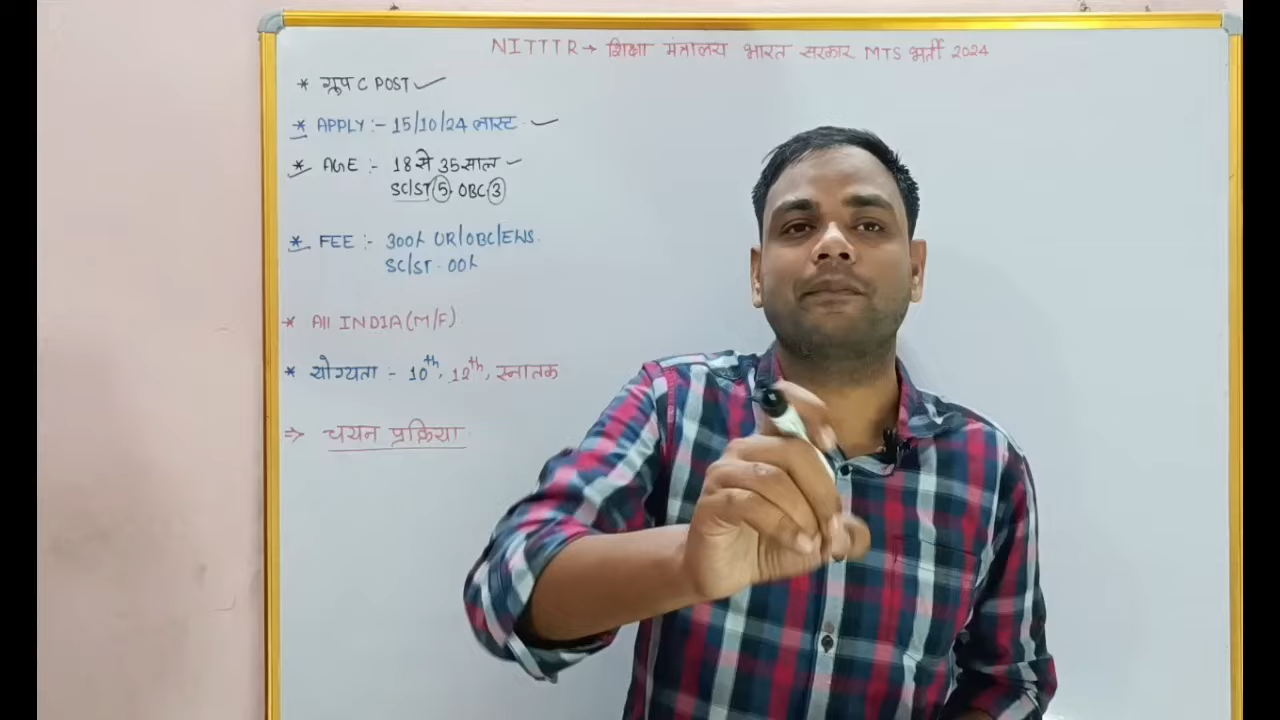 NITTTR → शिक्षा मंत्रालय भारत सरकार MTS भर्ती 2024
* ग्रुप C POST ✓
* APPLY :- 15/10/24 लास्ट ✓
* AGE :- 18 से 35 साल ✓
SC/ST (5) OBC (3)
* FEE :- 300/- UR/OBC/EWS.
SC/ST - 00/-
* All INDIA (M/F)
* योग्यता :- 10th, 12th, स्नातक
⇒ चयन प्रक्रिया